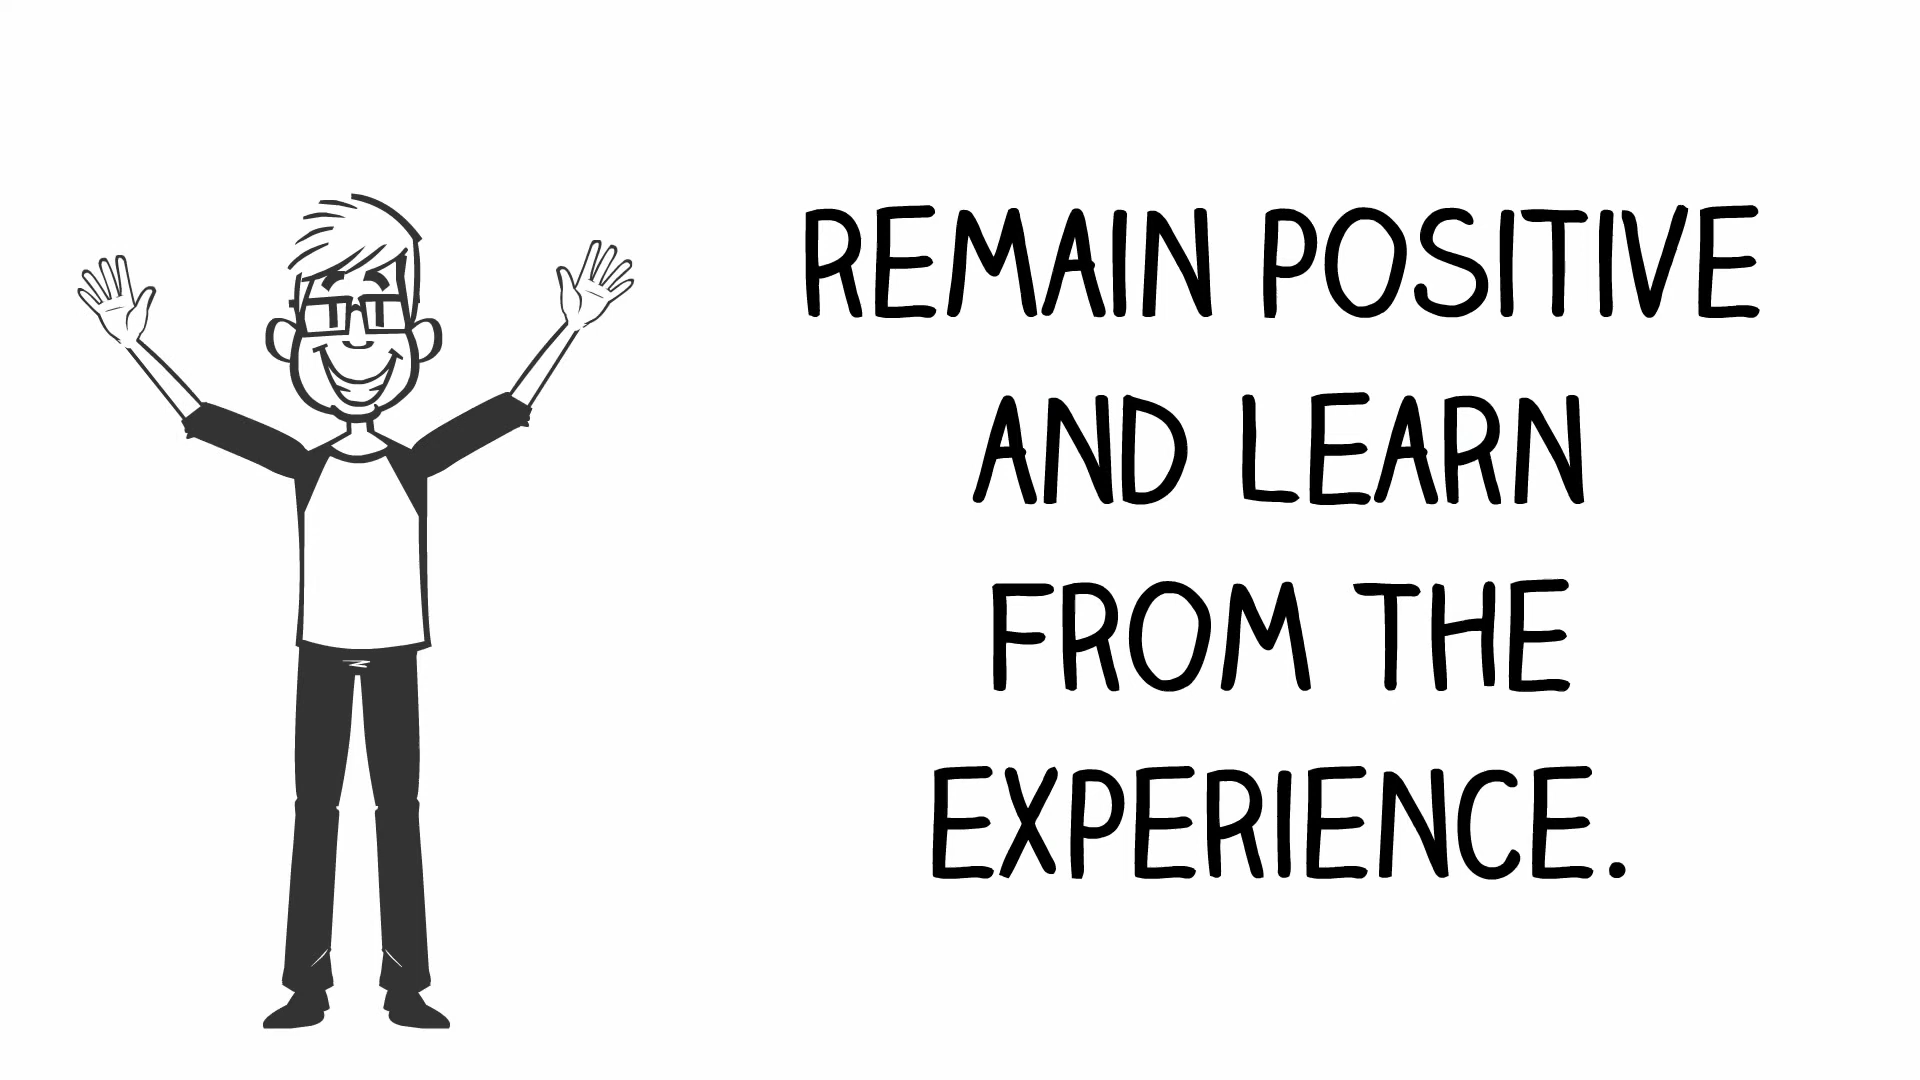 REMAIN POSITIVE
AND LEARN
FROM THE
EXPERIENCE.